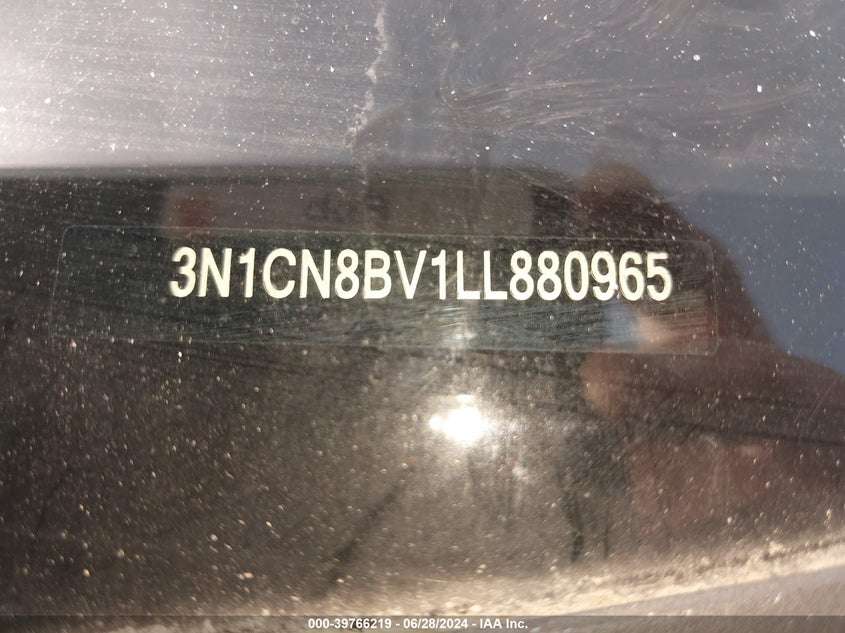 3N1CN8BV1LL880965
000-39766219 - 06/28/2024 - IAA Inc.